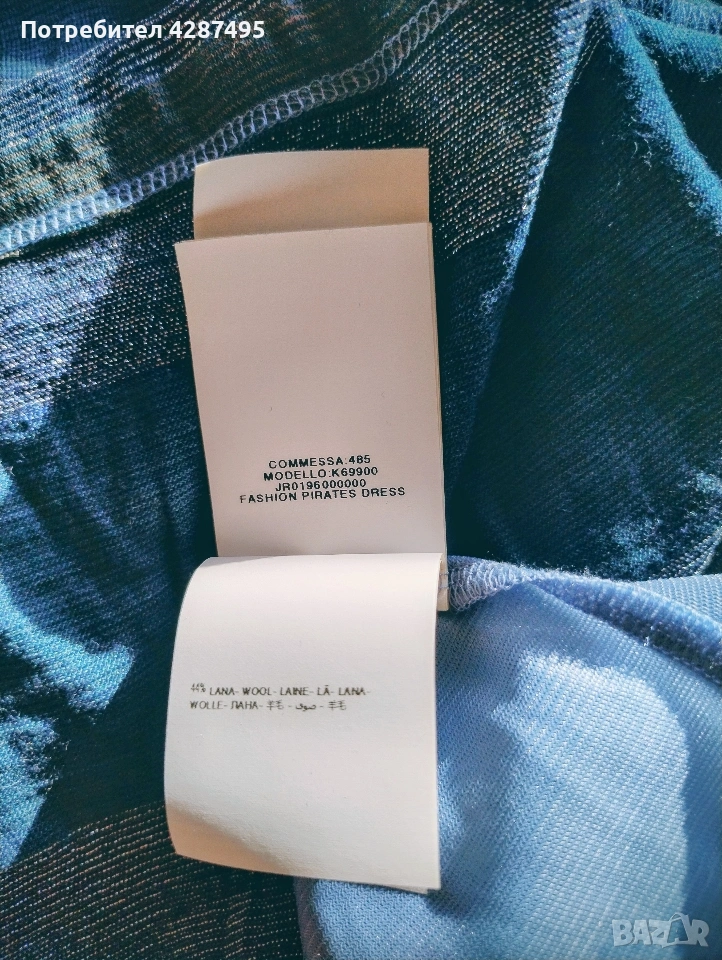 Потребител 4287495
COMMESSA:485
MODELLO:K69900
JR0196000000
FASHION PIRATES DRESS
LANA- WOOL- LAINE- LÃ- LANA-
WOLLE- ЛАНА- 羊毛 - صوف - 羊毛
BAZAR